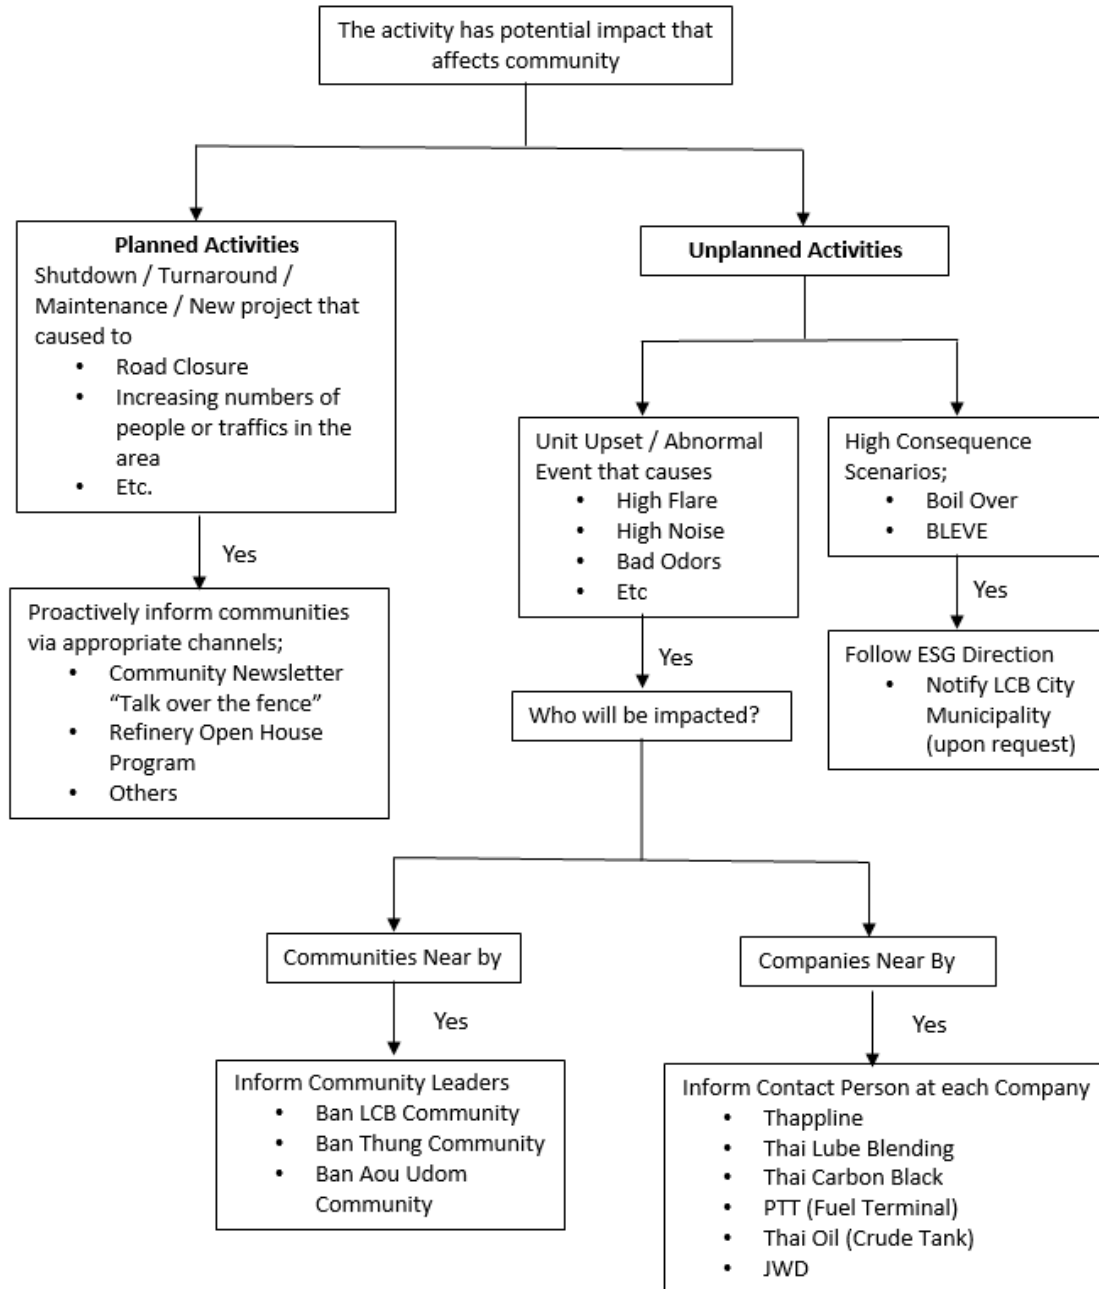 The activity has potential impact that
affects community
Planned Activities
Shutdown / Turnaround /
Maintenance / New project that
caused to
• Road Closure
• Increasing numbers of
people or traffics in the
area
• Etc.
Unplanned Activities
Unit Upset / Abnormal
Event that causes
• High Flare
• High Noise
• Bad Odors
• Etc
High Consequence
Scenarios;
• Boil Over
• BLEVE
Yes
Proactively inform communities
via appropriate channels;
• Community Newsletter
“Talk over the fence”
• Refinery Open House
Program
• Others
Yes
Who will be impacted?
Yes
Follow ESG Direction
• Notify LCB City
Municipality
(upon request)
Communities Near by
Yes
Inform Community Leaders
• Ban LCB Community
• Ban Thung Community
• Ban Aou Udom
Community
Companies Near By
Yes
Inform Contact Person at each Company
• Thappline
• Thai Lube Blending
• Thai Carbon Black
• PTT (Fuel Terminal)
• Thai Oil (Crude Tank)
• JWD